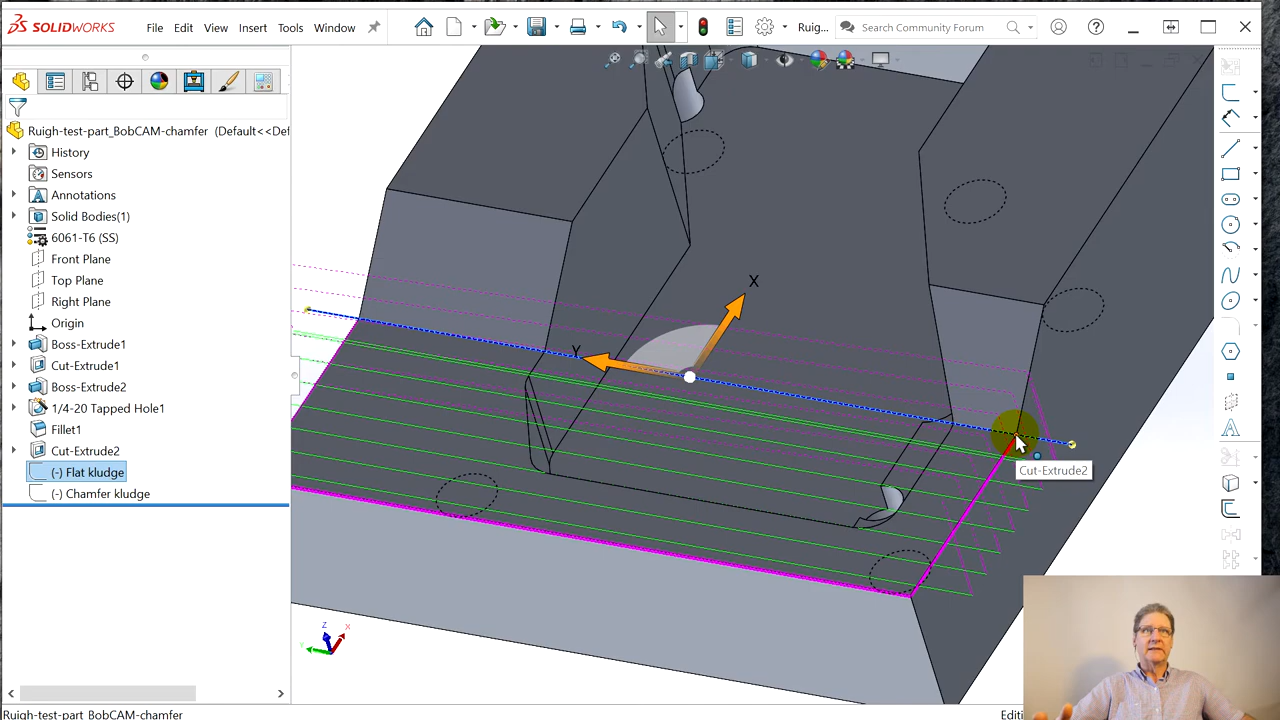 SOLIDWORKS File Edit View Insert Tools Window Ruig... Search Community Forum
Ruigh-test-part_BobCAM-chamfer (Default<<Def
History
Sensors
Annotations
Solid Bodies(1)
6061-T6 (SS)
Front Plane
Top Plane
Right Plane
Origin
Boss-Extrude1
Cut-Extrude1
Boss-Extrude2
1/4-20 Tapped Hole1
Fillet1
Cut-Extrude2
(-) Flat kludge
(-) Chamfer kludge
X
Y
Cut-Extrude2
Z
X
Y
Ruigh-test-part BobCAM-chamfer
Editi